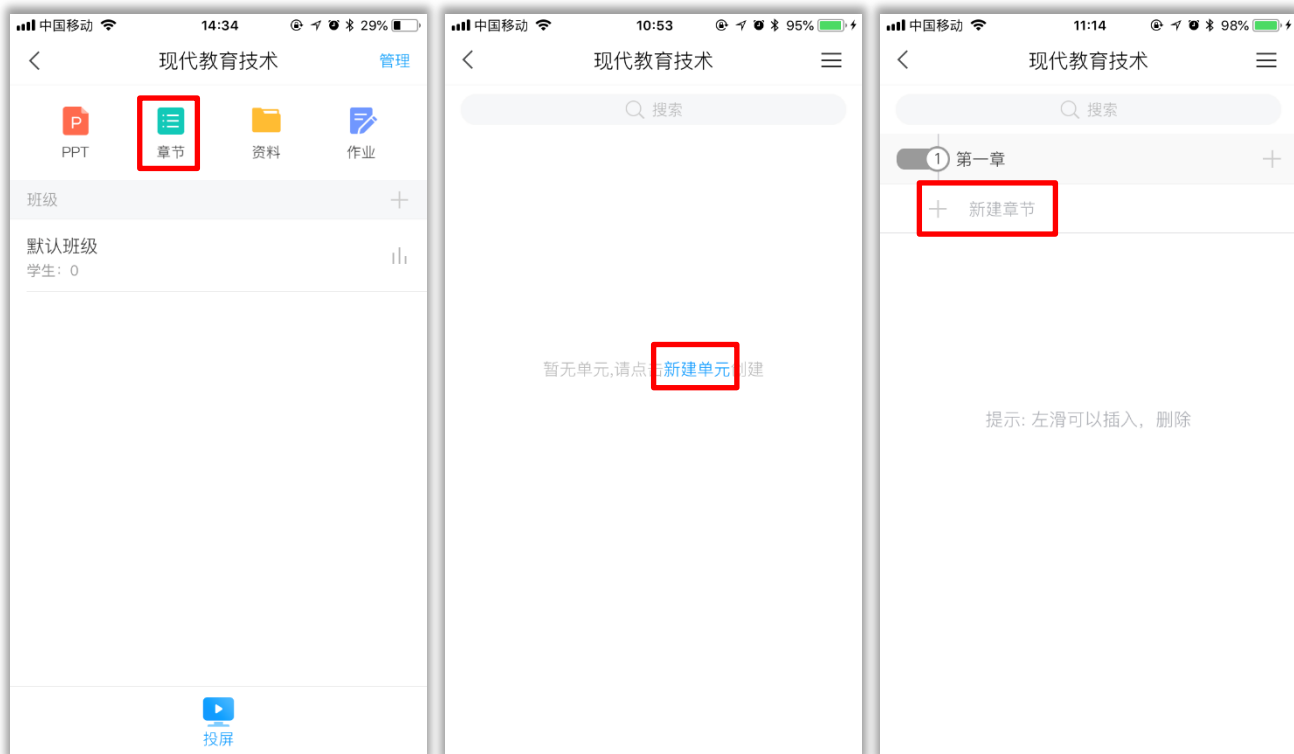 中国移动 14:34 29%
现代教育技术 管理
P
PPT 章节 资料 作业
班级
默认班级
学生：0
投屏
中国移动 10:53 95%
现代教育技术
搜索
暂无单元,请点击新建单元创建
中国移动 11:14 98%
现代教育技术
搜索
1 第一章
新建章节
提示: 左滑可以插入，删除